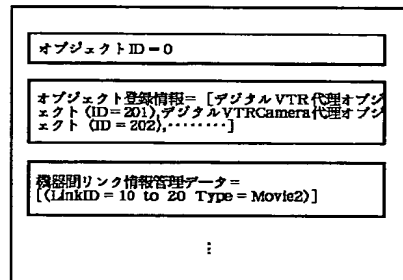 オブジェクトID＝0
オブジェクト登録情報＝［デジタルVTR代理オブジ
ェクト（ID＝201），デジタルVTRCamera代理オブジ
ェクト（ID＝202），………］
機器間リンク情報管理データ＝
[(LinkID = 10 to 20 Type = Movie2)]
⋮